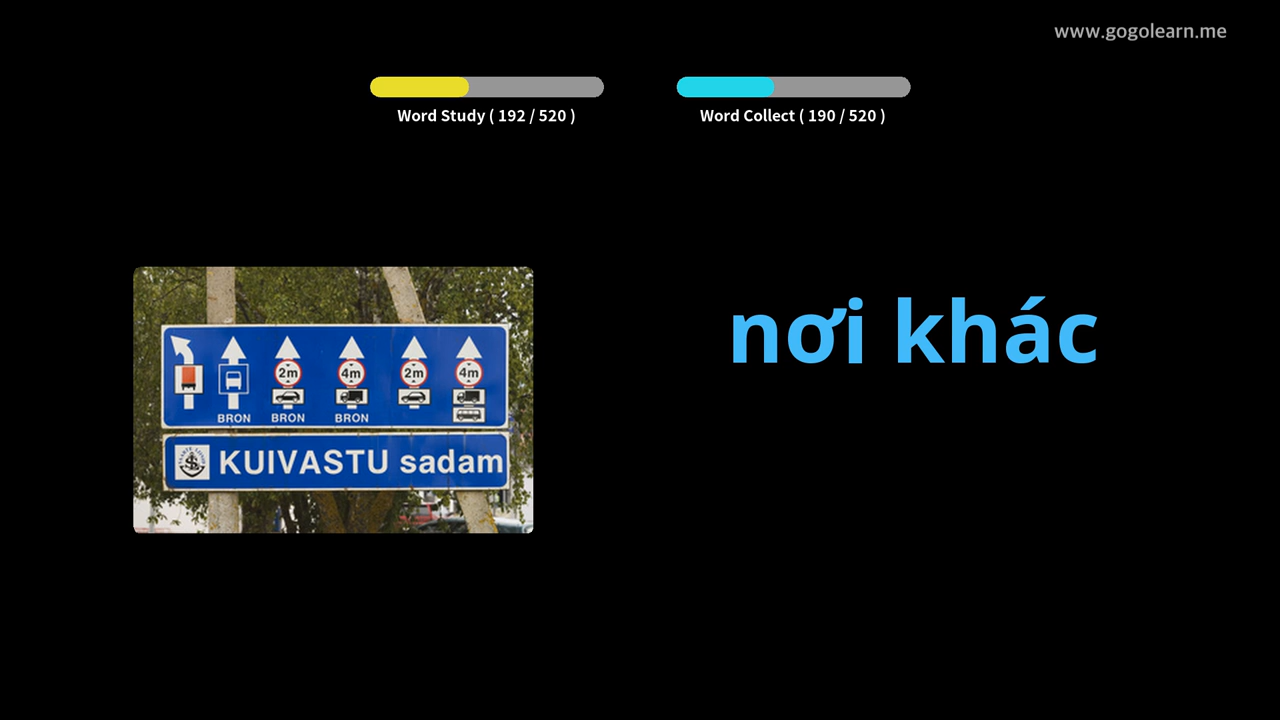 www.gogolearn.me
Word Study ( 192 / 520 )
Word Collect ( 190 / 520 )
nơi khác
2m 4m 2m 4m
BRON BRON BRON
KUIVASTU sadam